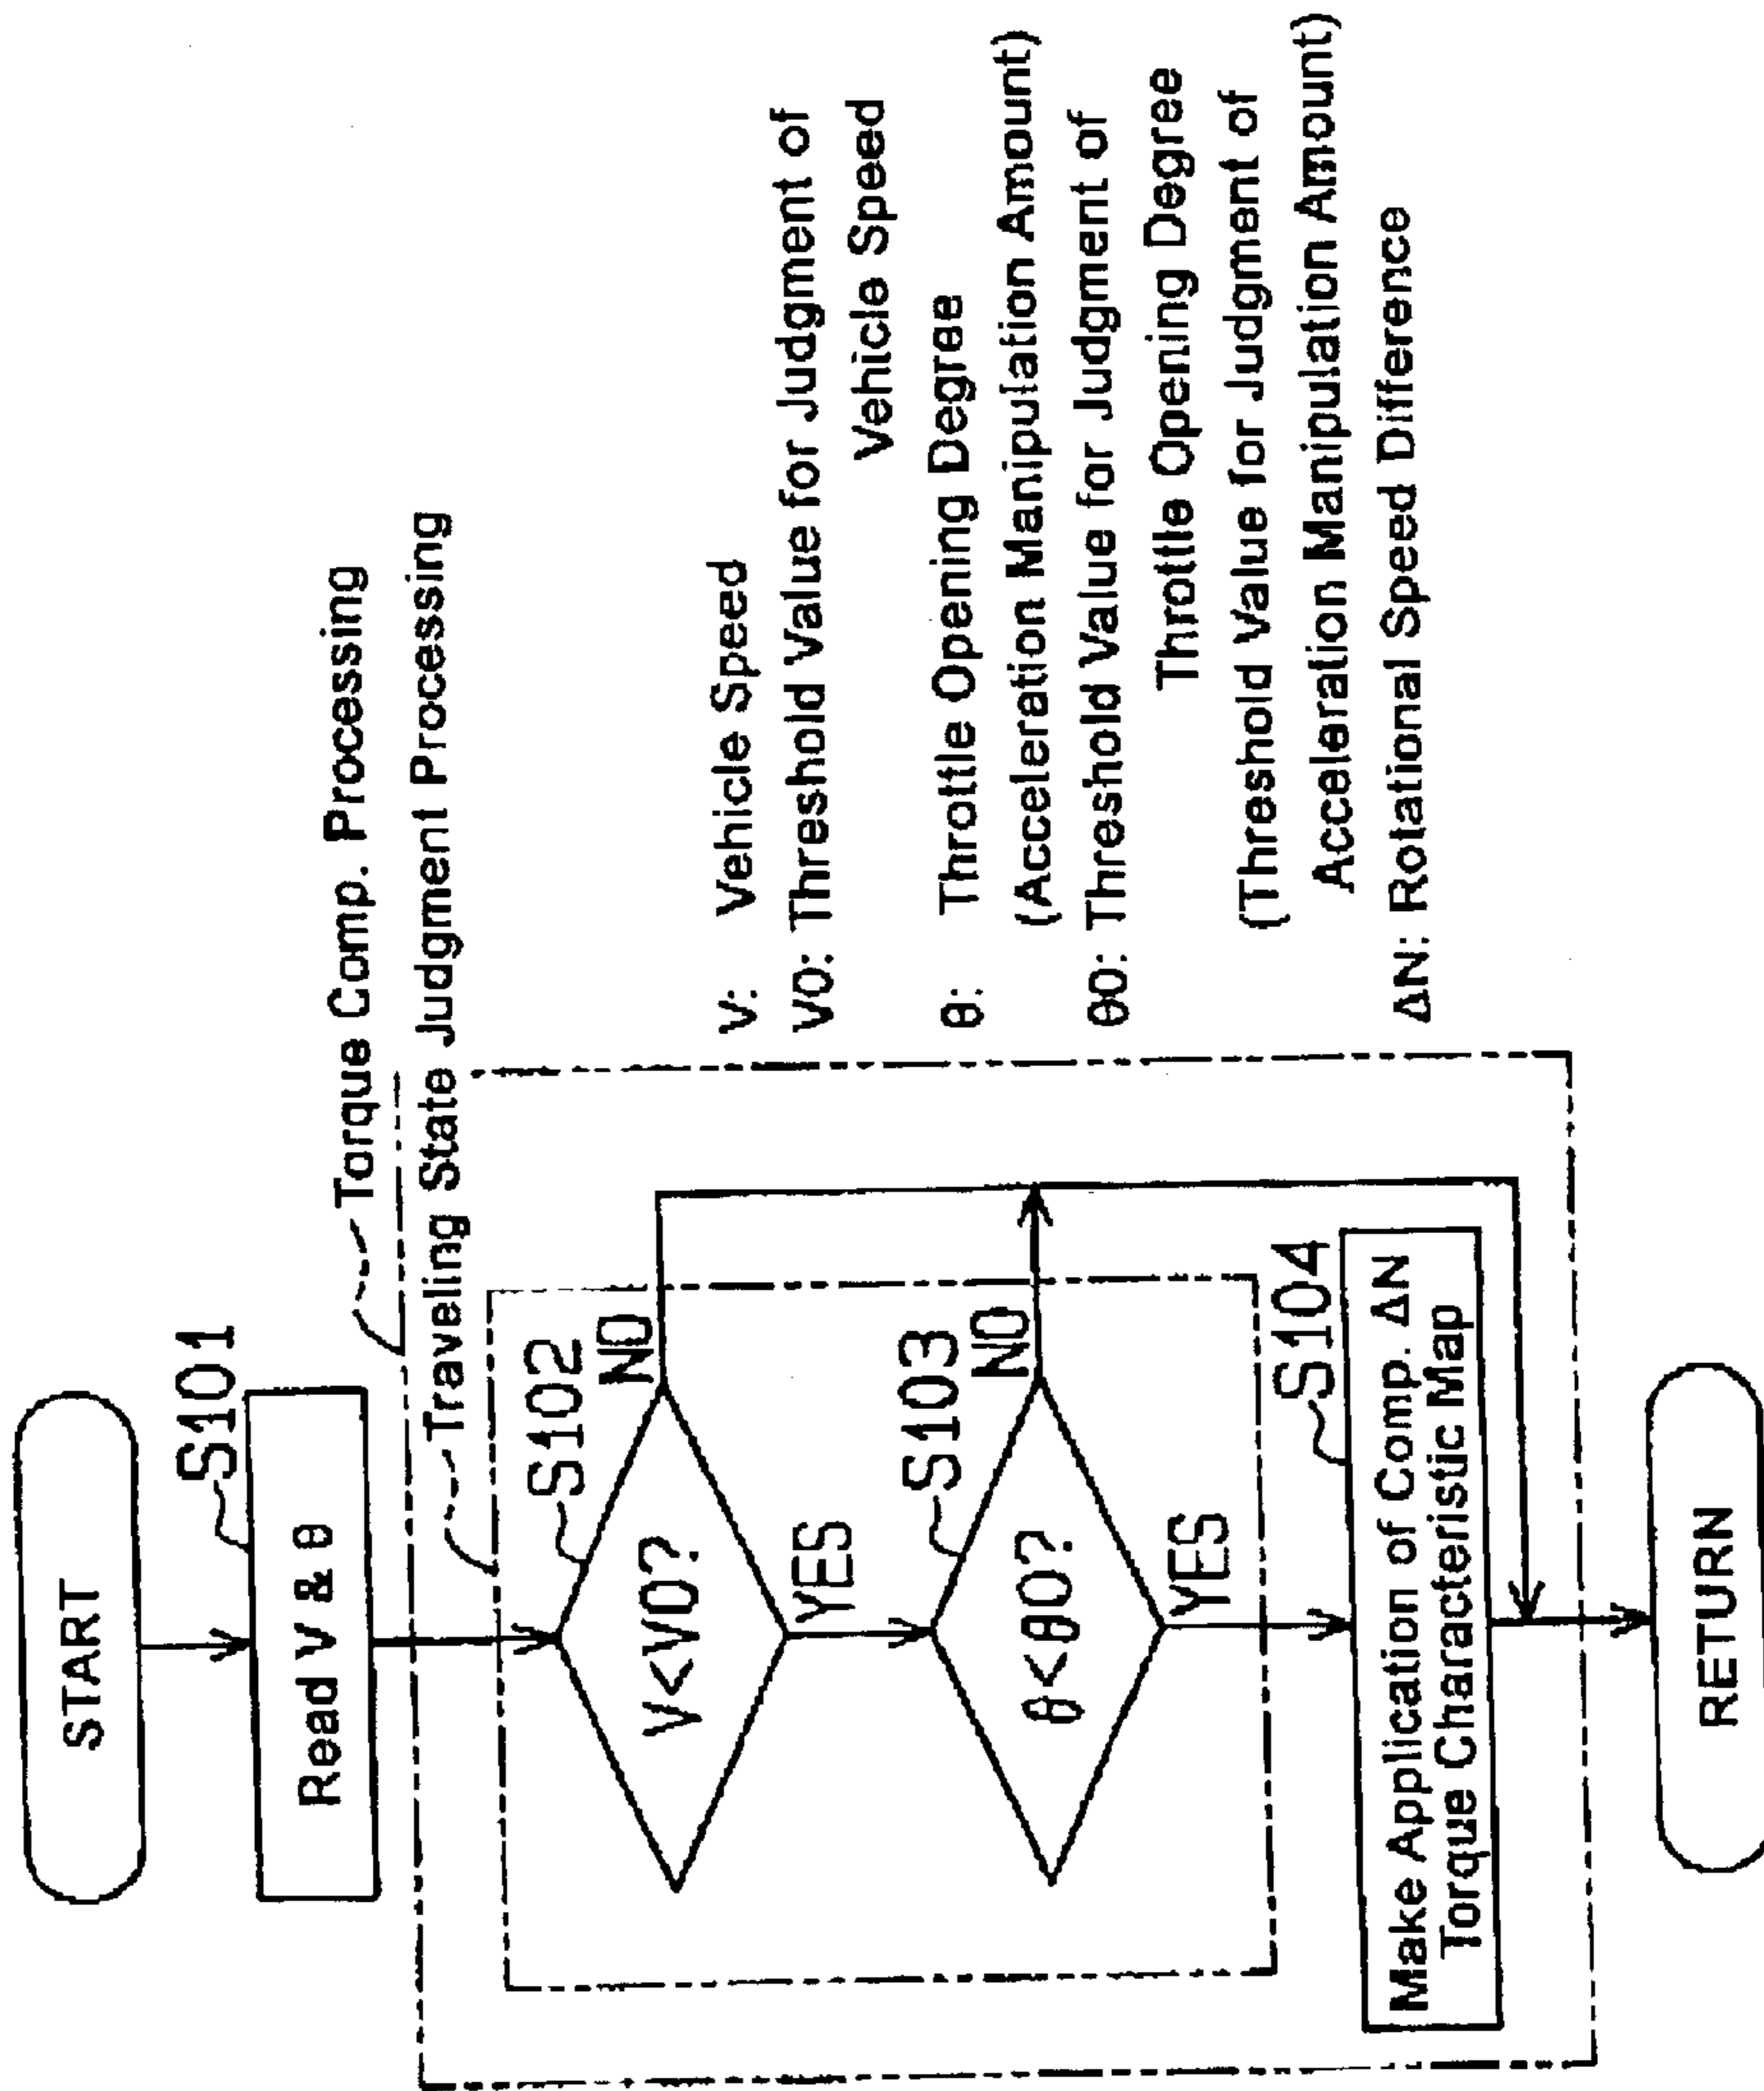 START
S101
Read V & θ
Torque Comp. Processing
Traveling State Judgment Processing
S102
V<V0?
NO
YES
S103
θ<θ0?
NO
YES
S104
Make Application of Comp. ΔN
Torque Characteristic Map
RETURN
V: Vehicle Speed
V0: Threshold Value for Judgment of
Vehicle Speed
θ: Throttle Opening Degree
(Acceleration Manipulation Amount)
θ0: Threshold Value for Judgment of
Throttle Opening Degree
(Threshold Value for Judgment of
Acceleration Manipulation Amount)
ΔN: Rotational Speed Difference